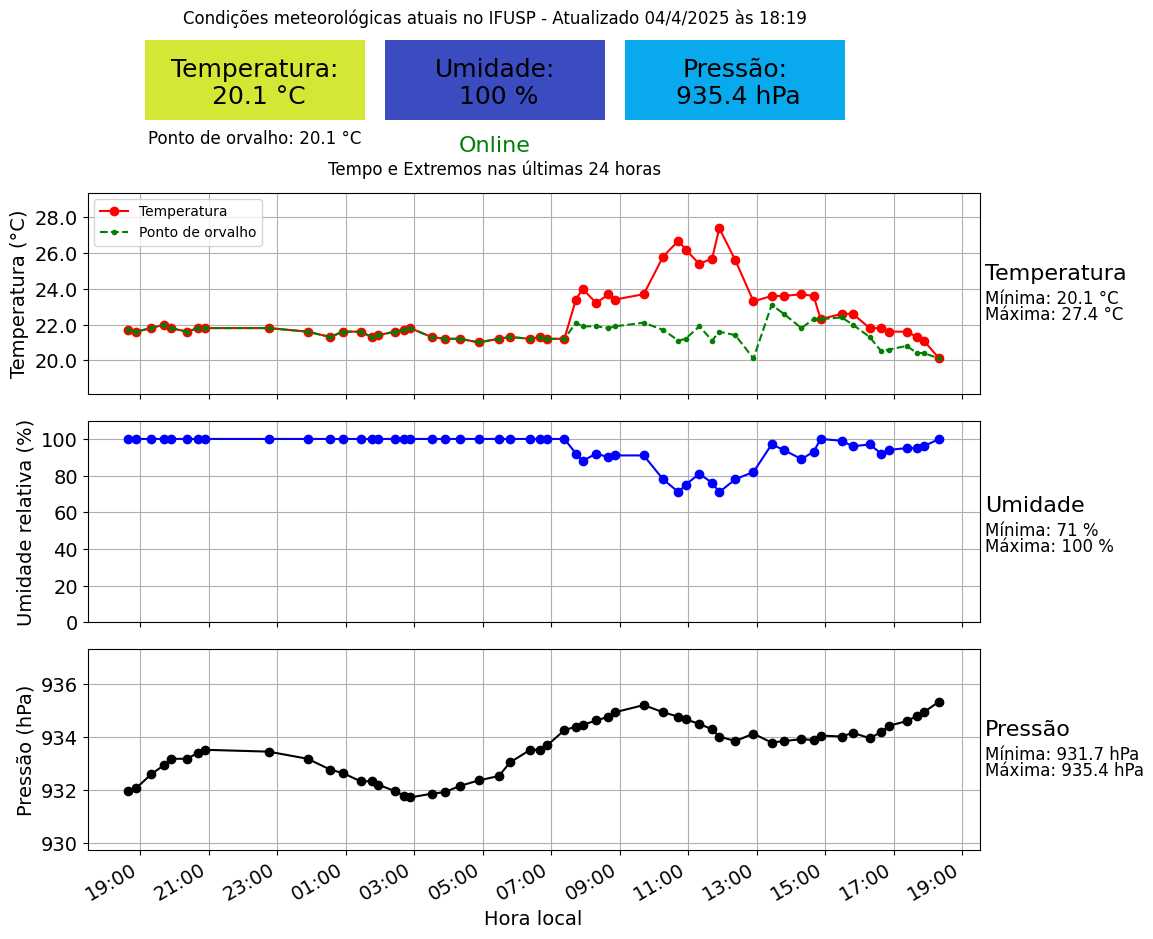 Condições meteorológicas atuais no IFUSP - Atualizado 04/4/2025 às 18:19
Temperatura:
20.1 °C
Umidade:
100 %
Pressão:
935.4 hPa
Ponto de orvalho: 20.1 °C
Online
Tempo e Extremos nas últimas 24 horas
Temperatura (°C)
28.0
26.0
24.0
22.0
20.0
Temperatura
Ponto de orvalho
Temperatura
Mínima: 20.1 °C
Máxima: 27.4 °C
Umidade relativa (%)
100
80
60
40
20
0
Umidade
Mínima: 71 %
Máxima: 100 %
Pressão (hPa)
936
934
932
930
Pressão
Mínima: 931.7 hPa
Máxima: 935.4 hPa
19:00 21:00 23:00 01:00 03:00 05:00 07:00 09:00 11:00 13:00 15:00 17:00 19:00
Hora local